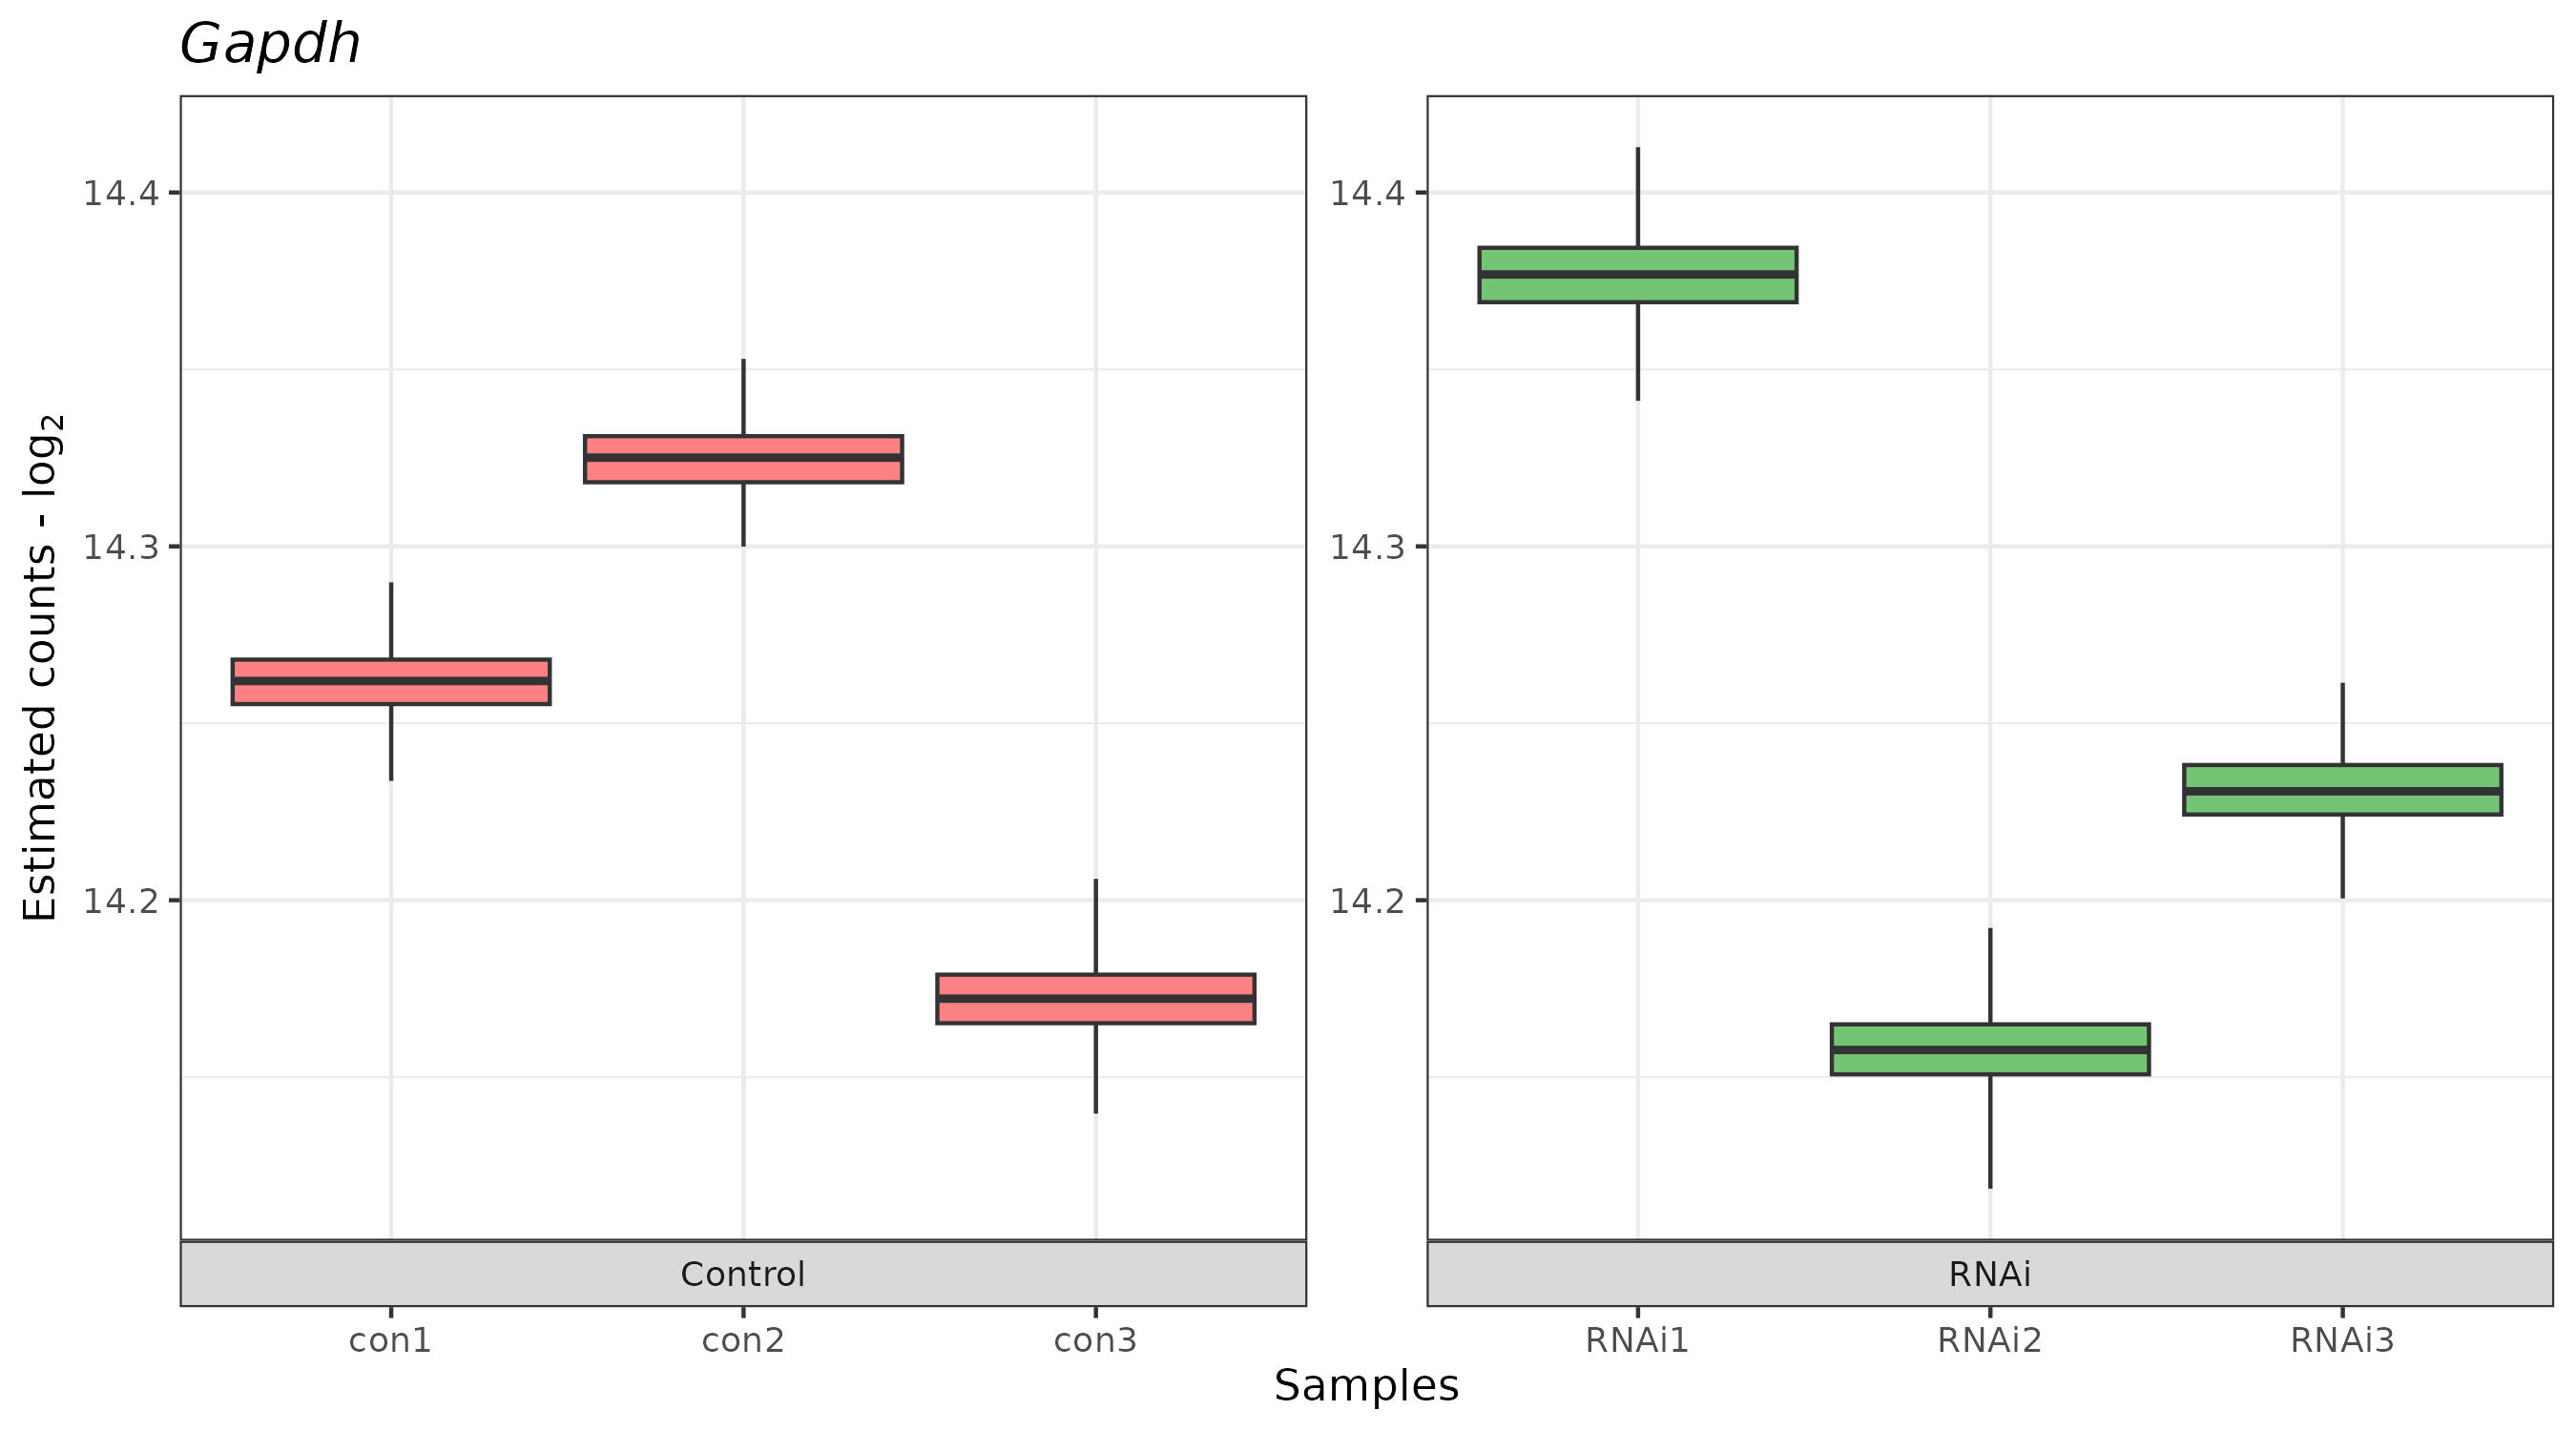 Gapdh
Estimated counts - log₂
14.4
14.3
14.2
14.4
14.3
14.2
Control
RNAi
con1
con2
con3
RNAi1
RNAi2
RNAi3
Samples